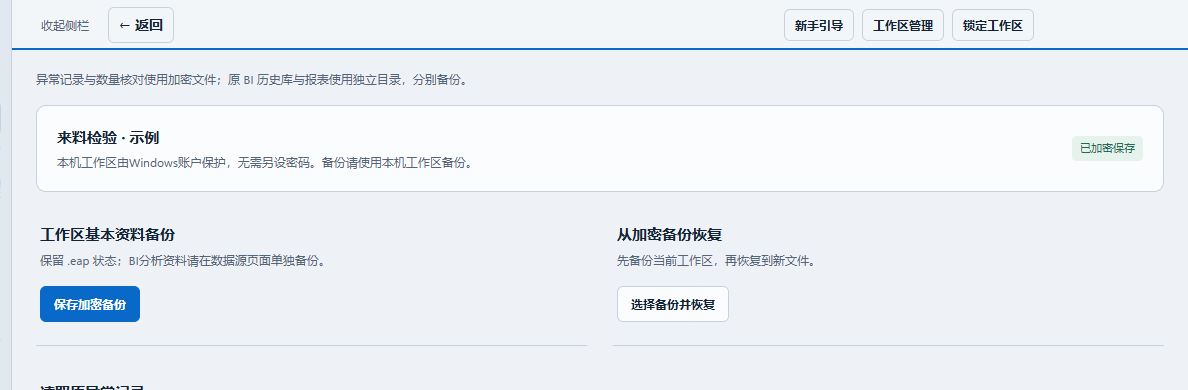 收起侧栏
← 返回
新手引导
工作区管理
锁定工作区
异常记录与数量核对使用加密文件；原 BI 历史库与报表使用独立目录，分别备份。
来料检验 · 示例
本机工作区由Windows账户保护，无需另设密码。备份请使用本机工作区备份。
已加密保存
工作区基本资料备份
保留 .eap 状态；BI分析资料请在数据源页面单独备份。
保存加密备份
从加密备份恢复
先备份当前工作区，再恢复到新文件。
选择备份并恢复